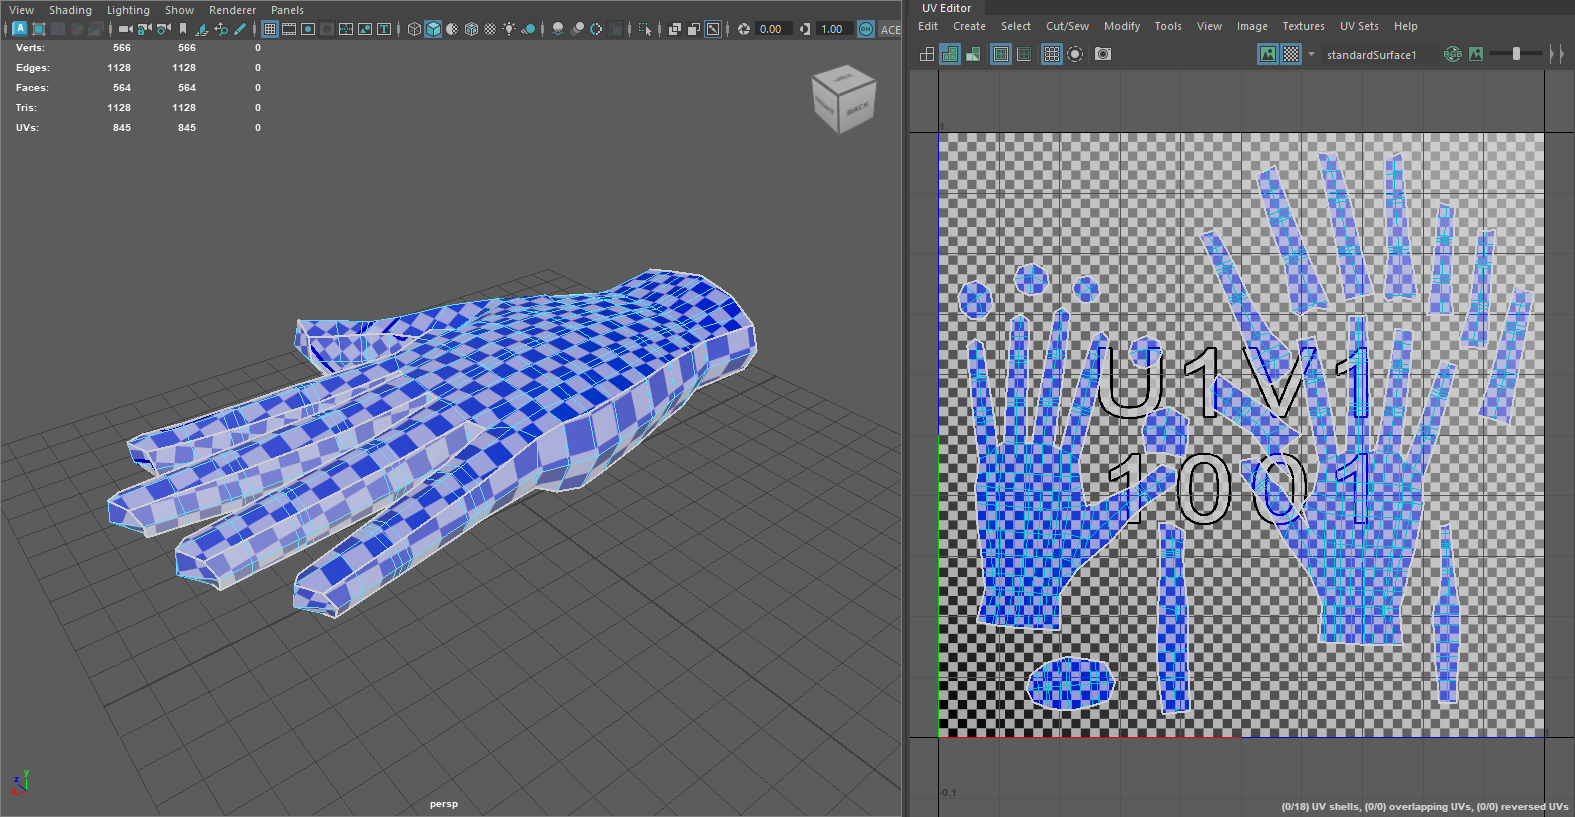 View Shading Lighting Show Renderer Panels
A 0.00 1.00 ON ACE
Verts: 566 566 0
Edges: 1128 1128 0
Faces: 564 564 0
Tris: 1128 1128 0
UVs: 845 845 0
BACK
y
z
persp
UV Editor
Edit Create Select Cut/Sew Modify Tools View Image Textures UV Sets Help
standardSurface1 RGB
1
U1V1
1001
1
-0.1
(0/18) UV shells, (0/0) overlapping UVs, (0/0) reversed UVs